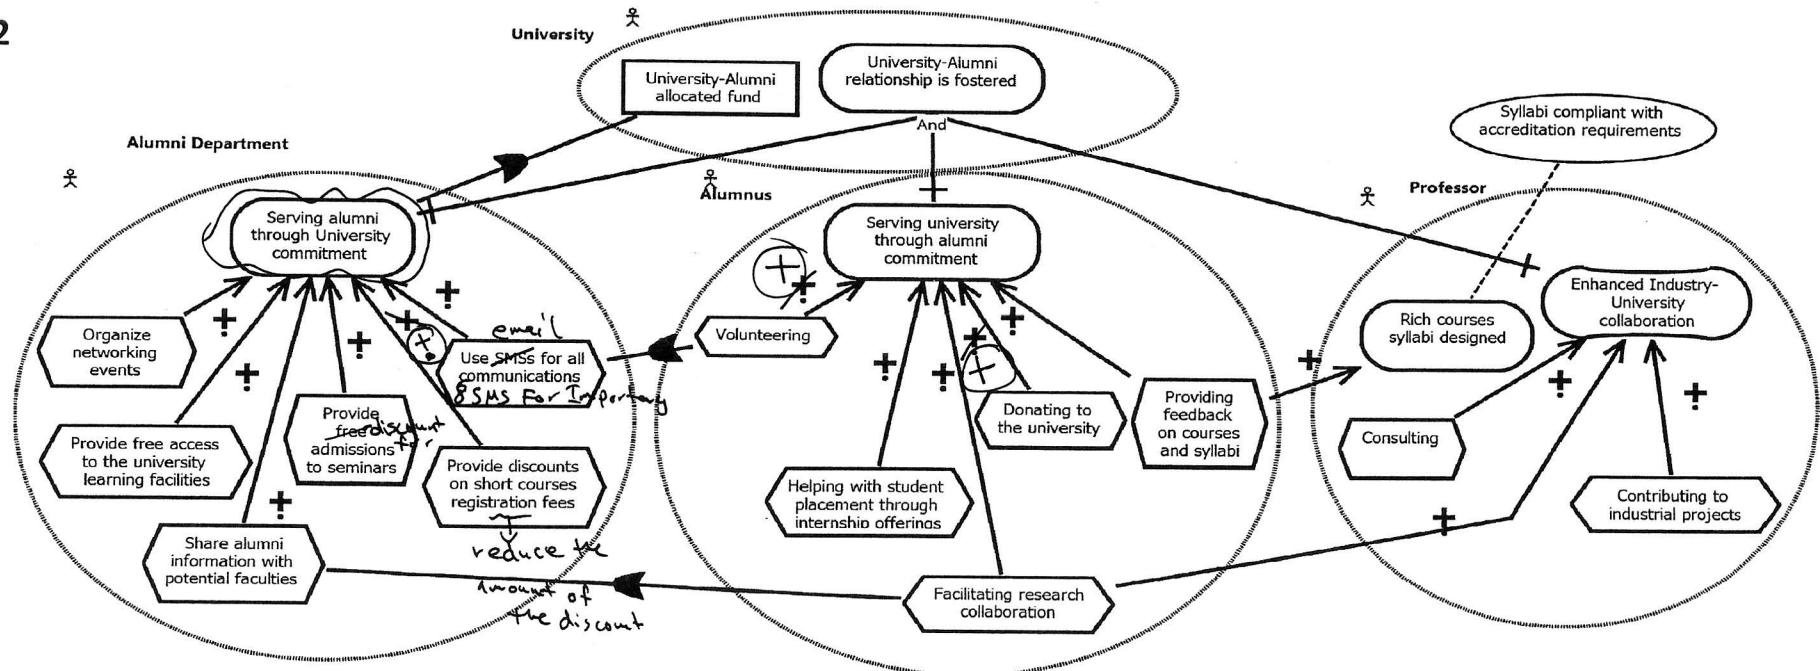 2
University
University-Alumni
allocated fund
University-Alumni
relationship is fostered
And
Syllabi compliant with
accreditation requirements
Alumni Department
Alumnus
Professor
Serving alumni
through University
commitment
Serving university
through alumni
commitment
Enhanced Industry-
University
collaboration
Rich courses
syllabi designed
Organize
networking
events
email
Use SMSs for all
communications
& SMS For
Volunteering
Provide free access
to the university
learning facilities
Provide
free discount
for
admissions
to seminars
Provide discounts
on short courses
registration fees
reduce the
amount of
the discount
Share alumni
information with
potential faculties
Helping with student
placement through
internship offerings
Donating to
the university
Providing
feedback
on courses
and syllabi
Facilitating research
collaboration
Consulting
Contributing to
industrial projects